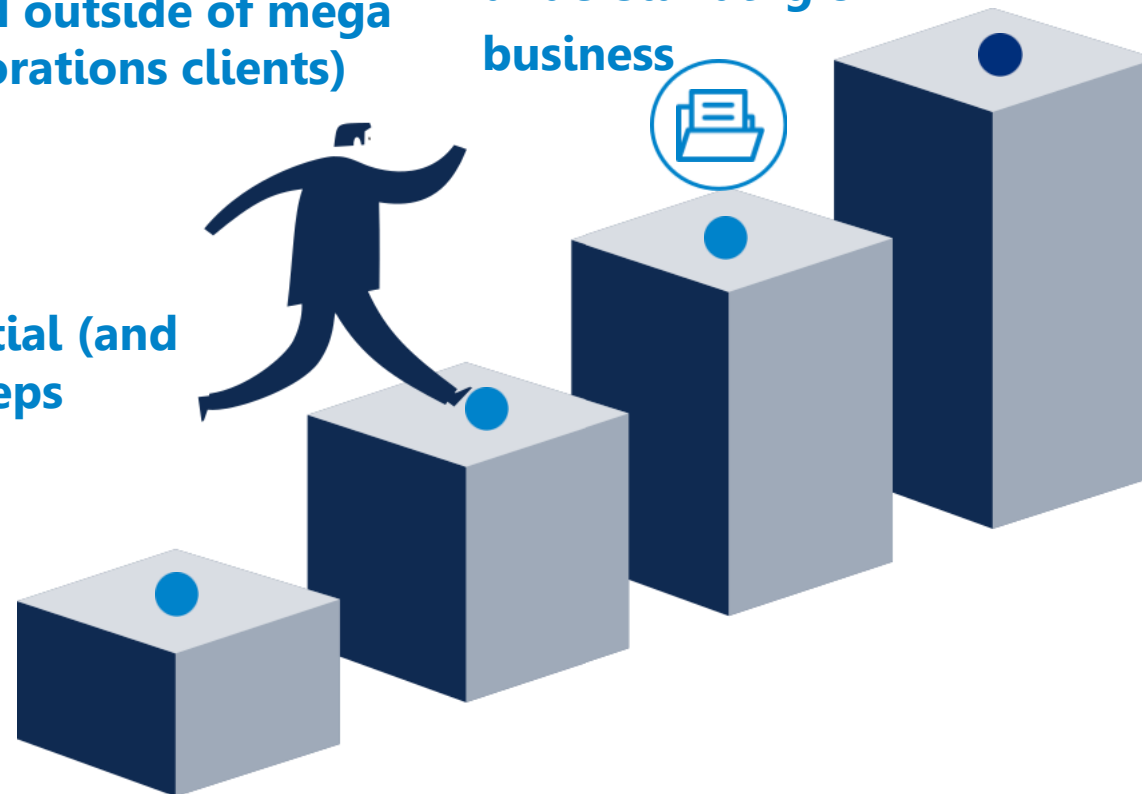 outside of mega
orations clients)
business
tial (and
eps